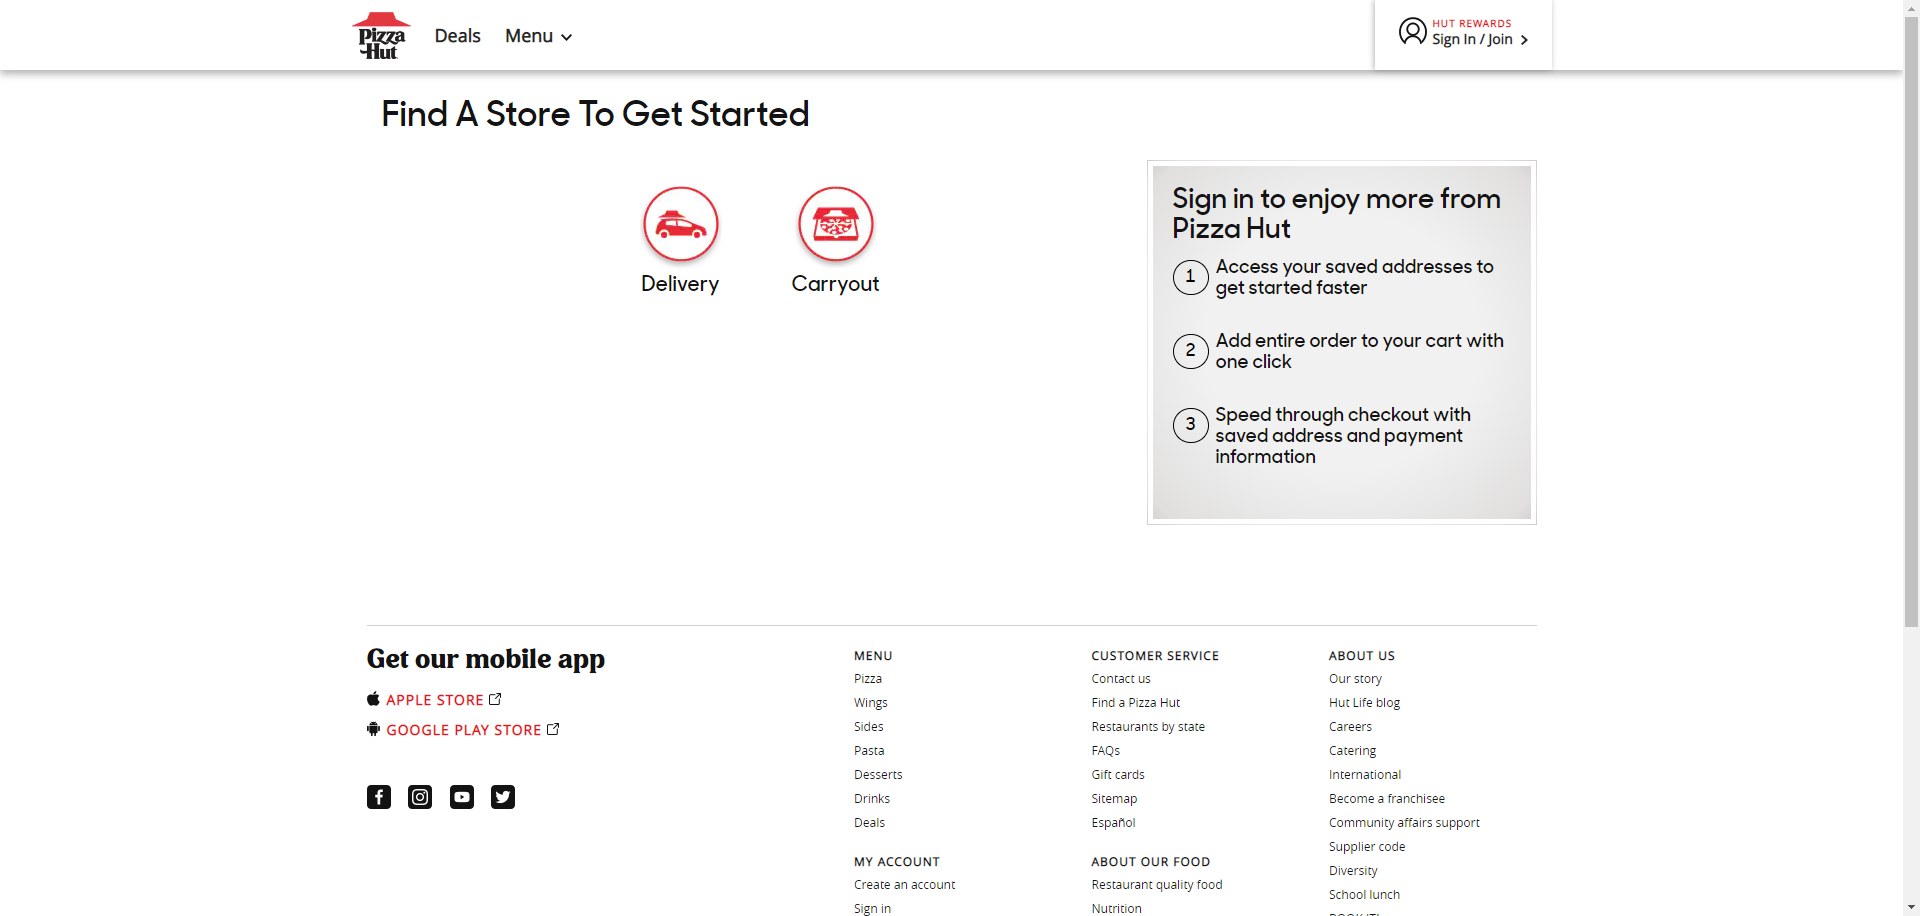 Pizza
Hut
Deals
Menu
HUT REWARDS
Sign In / Join
Find A Store To Get Started
Delivery
Carryout
Sign in to enjoy more from
Pizza Hut
1
Access your saved addresses to
get started faster
2
Add entire order to your cart with
one click
3
Speed through checkout with
saved address and payment
information
Get our mobile app
APPLE STORE
GOOGLE PLAY STORE
MENU
Pizza
Wings
Sides
Pasta
Desserts
Drinks
Deals
MY ACCOUNT
Create an account
Sign in
CUSTOMER SERVICE
Contact us
Find a Pizza Hut
Restaurants by state
FAQs
Gift cards
Sitemap
Español
ABOUT OUR FOOD
Restaurant quality food
Nutrition
ABOUT US
Our story
Hut Life blog
Careers
Catering
International
Become a franchisee
Community affairs support
Supplier code
Diversity
School lunch